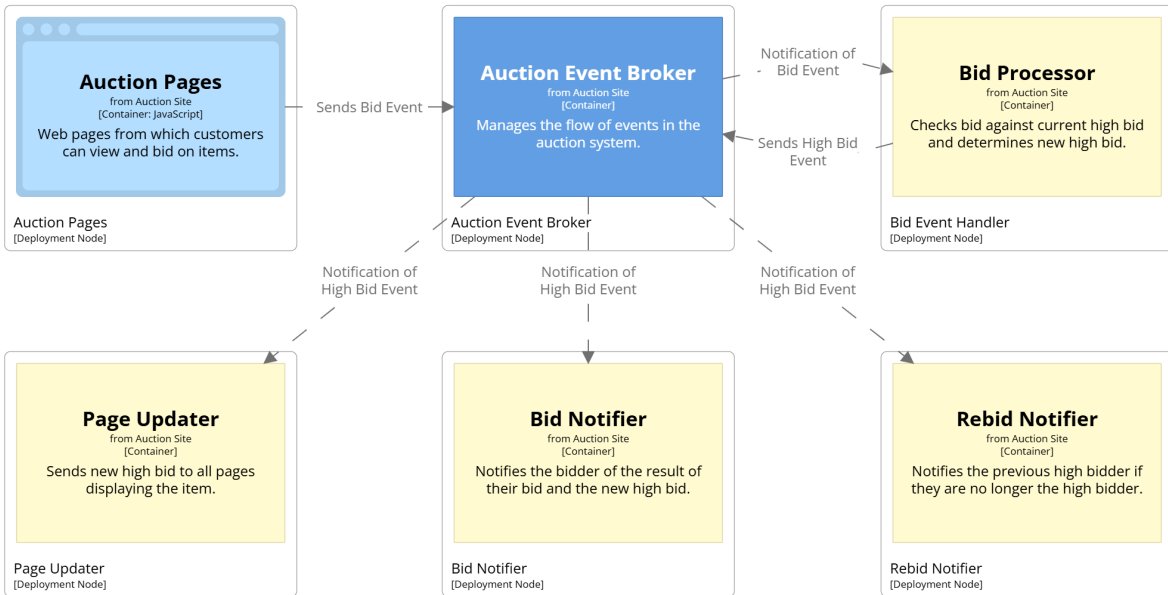 Auction Pages
from Auction Site
[Container: JavaScript]
Web pages from which customers
can view and bid on items.
Auction Pages
[Deployment Node]
Sends Bid Event
Auction Event Broker
from Auction Site
[Container]
Manages the flow of events in the
auction system.
Auction Event Broker
[Deployment Node]
Notification of
Bid Event
Sends High Bid
Event
Bid Processor
from Auction Site
[Container]
Checks bid against current high bid
and determines new high bid.
Bid Event Handler
[Deployment Node]
Notification of
High Bid Event
Notification of
High Bid Event
Notification of
High Bid Event
Page Updater
from Auction Site
[Container]
Sends new high bid to all pages
displaying the item.
Page Updater
[Deployment Node]
Bid Notifier
from Auction Site
[Container]
Notifies the bidder of the result of
their bid and the new high bid.
Bid Notifier
[Deployment Node]
Rebid Notifier
from Auction Site
[Container]
Notifies the previous high bidder if
they are no longer the high bidder.
Rebid Notifier
[Deployment Node]